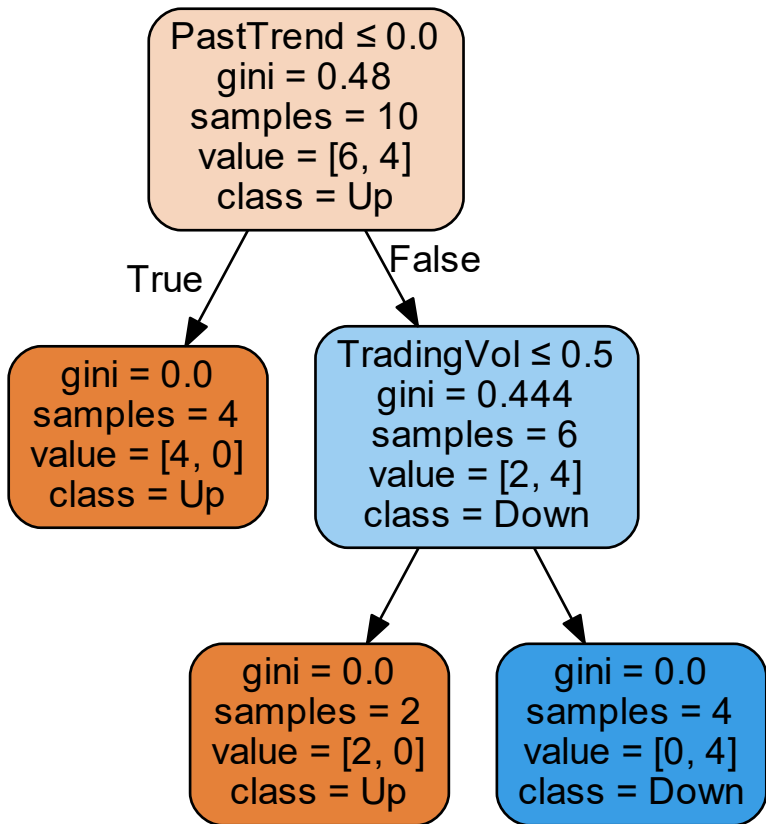 PastTrend ≤ 0.0
gini = 0.48
samples = 10
value = [6, 4]
class = Up
True
False
gini = 0.0
samples = 4
value = [4, 0]
class = Up
TradingVol ≤ 0.5
gini = 0.444
samples = 6
value = [2, 4]
class = Down
gini = 0.0
samples = 2
value = [2, 0]
class = Up
gini = 0.0
samples = 4
value = [0, 4]
class = Down